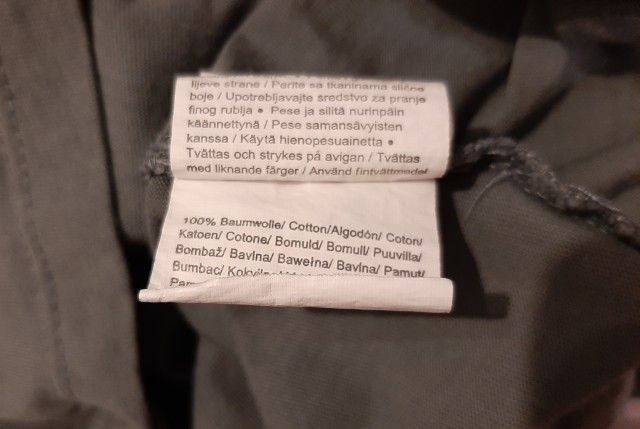 lijeve strane / Perite sa tkaninama slične
boje / Upotrebljavajte sredstvo za pranje
finog rublja • Pese ja silitä nurinpäin
käännettynä / Pese samansävyisten
kanssa / Käytä hienopesuainetta •
Tvättas och strykes på avigan / Tvättas
med liknande färger / Använd fintvättmedel
100% Baumwolle/ Cotton/Algodón/ Coton/
Katoen/ Cotone/ Bomuld/ Bomull/ Puuvilla/
Bombaž/ Bavlna/ Bawełna/ Bavlna/ Pamut/
Bumbac/